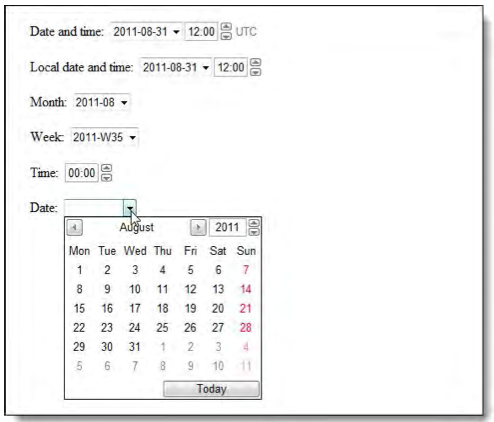 Date and time: 2011-08-31 12:00 UTC
Local date and time: 2011-08-31 12:00
Month: 2011-08
Week: 2011-W35
Time: 00:00
Date:
August 2011
Mon Tue Wed Thu Fri Sat Sun
1 2 3 4 5 6 7
8 9 10 11 12 13 14
15 16 17 18 19 20 21
22 23 24 25 26 27 28
29 30 31 1 2 3 4
5 6 7 8 9 10 11
Today